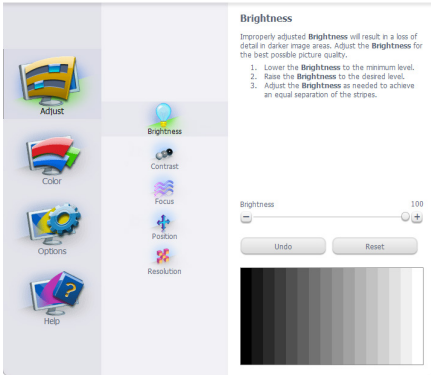 Adjust
Color
Options
Help
Brightness
Contrast
Focus
Position
Resolution
Brightness
Improperly adjusted Brightness will result in a loss of
detail in darker image areas. Adjust the Brightness for
the best possible picture quality.
1. Lower the Brightness to the minimum level.
2. Raise the Brightness to the desired level.
3. Adjust the Brightness as needed to achieve
an equal separation of the stripes.
Brightness 100
Undo Reset